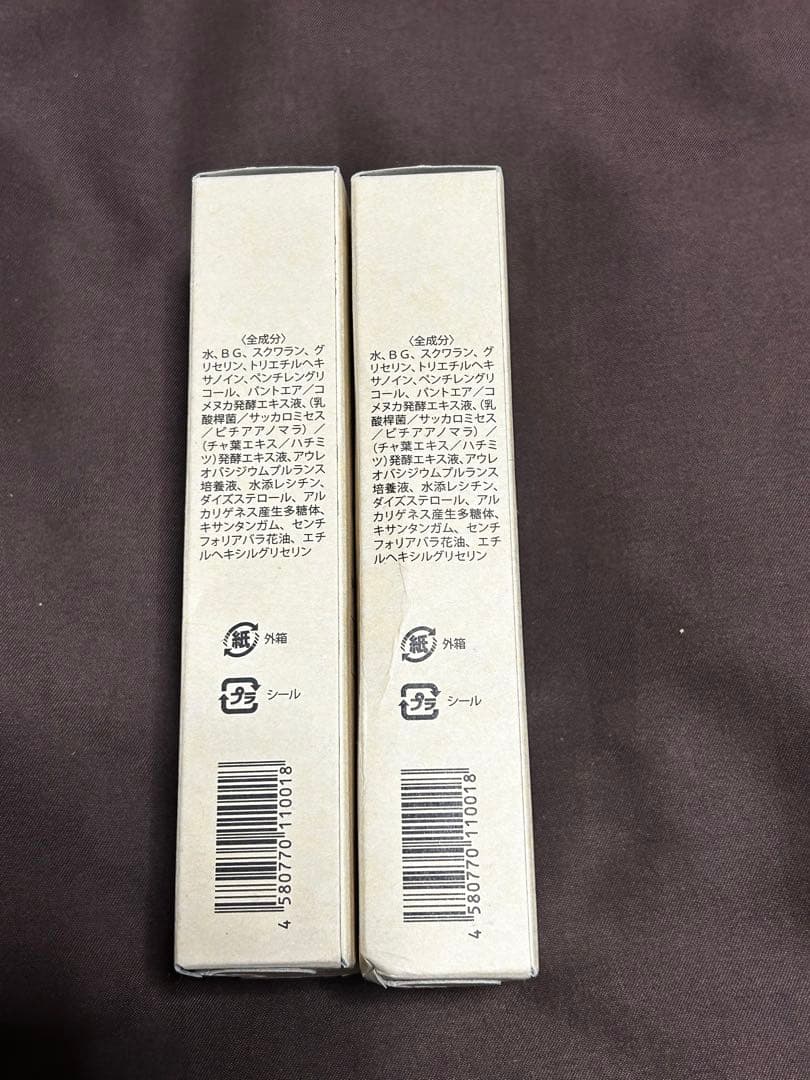 〈全成分〉
水、BG、スクワラン、グ
リセリン、トリエチルヘキ
サノイン、ペンチレングリ
コール、パントエア/コ
メヌカ発酵エキス液、(乳
酸桿菌/サッカロミセス
/ピチアアノマラ)/
(チャ葉エキス/ハチミ
ツ)発酵エキス液、アウレ
オバシジウムプルランス
培養液、水添レシチン、
ダイズステロール、アル
カリゲネス産生多糖体、
キサンタンガム、センチ
フォリアバラ花油、エチ
ルヘキシルグリセリン
紙 外箱
プラ シール
4 580770 110018
〈全成分〉
水、BG、スクワラン、グ
リセリン、トリエチルヘキ
サノイン、ペンチレングリ
コール、パントエア/コ
メヌカ発酵エキス液、(乳
酸桿菌/サッカロミセス
/ピチアアノマラ)/
(チャ葉エキス/ハチミ
ツ)発酵エキス液、アウレ
オバシジウムプルランス
培養液、水添レシチン、
ダイズステロール、アル
カリゲネス産生多糖体、
キサンタンガム、センチ
フォリアバラ花油、エチ
ルヘキシルグリセリン
紙 外箱
プラ シール
4 580770 110018